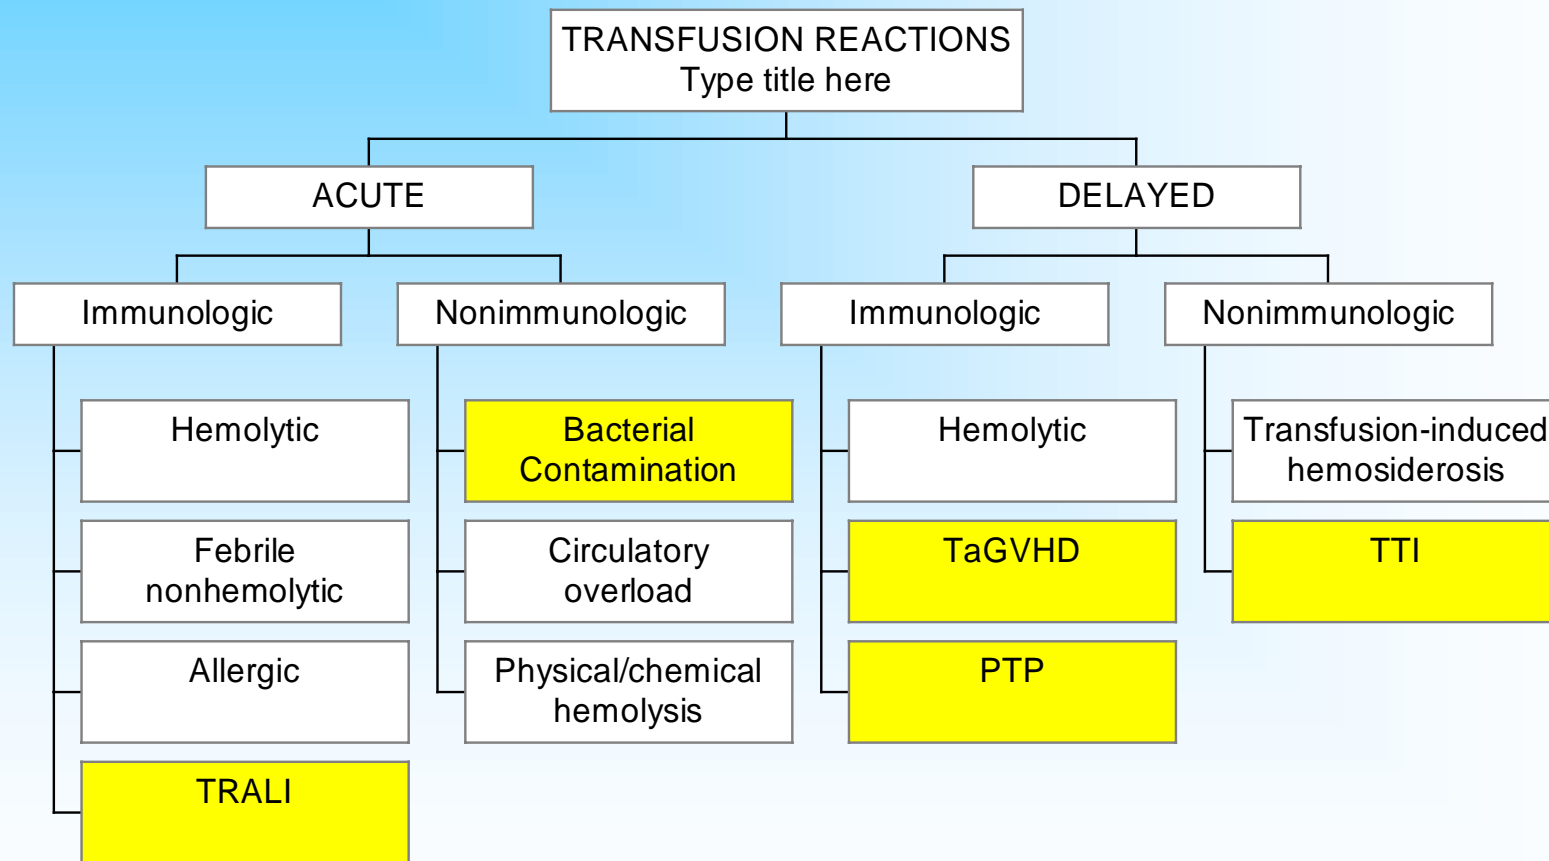 TRANSFUSION REACTIONS
Type title here
ACUTE
DELAYED
Immunologic
Nonimmunologic
Immunologic
Nonimmunologic
Hemolytic
Febrile
nonhemolytic
Allergic
TRALI
Bacterial
Contamination
Circulatory
overload
Physical/chemical
hemolysis
Hemolytic
TaGVHD
PTP
Transfusion-induced
hemosiderosis
TTI